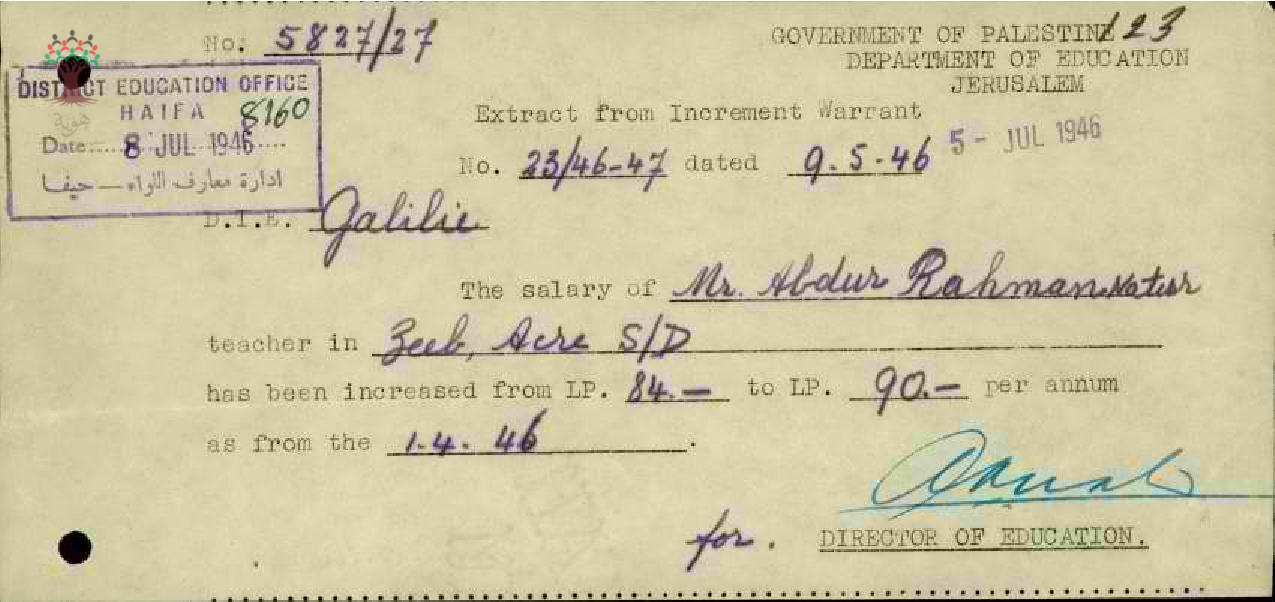 No. 5827/27
GOVERNMENT OF PALESTINE 123
DEPARTMENT OF EDUCATION
JERUSALEM
DISTRICT EDUCATION OFFICE
HAIFA 8160
Date 8 JUL 1946
ادارة معارف اللواء — حيفا
هوية
Extract from Increment Warrant
5 - JUL 1946
No. 23/46-47 dated 9.5.46
D.I.E. Galilie
The salary of Mr. Abdur Rahman Natur
teacher in Zeeb, Acre S/D
has been increased from LP. 84.— to LP. 90.— per annum
as from the 1.4.46.
for. DIRECTOR OF EDUCATION.